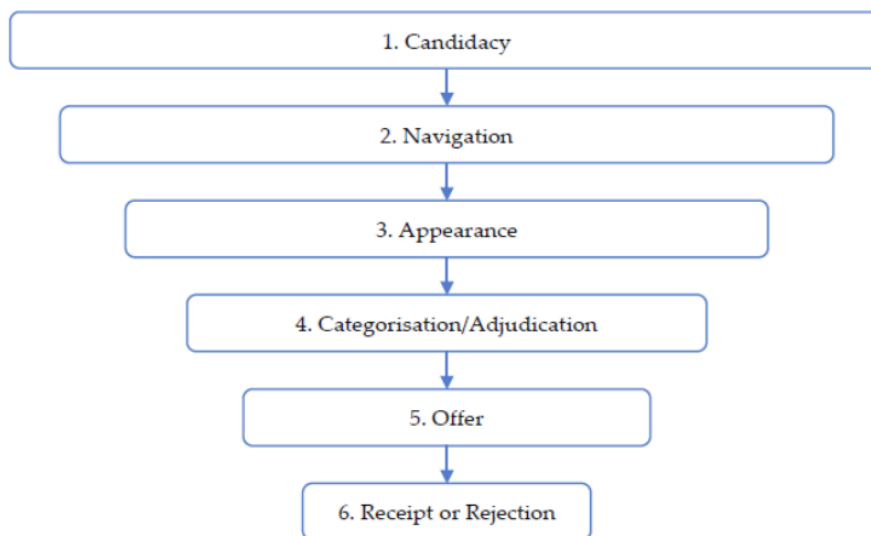 1. Candidacy
2. Navigation
3. Appearance
4. Categorisation/Adjudication
5. Offer
6. Receipt or Rejection